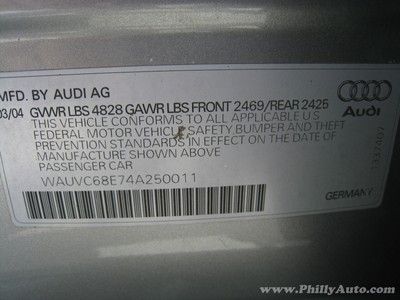 MFD. BY AUDI AG
03/04 GVWR LBS 4828 GAWR LBS FRONT 2469/REAR 2425
THIS VEHICLE CONFORMS TO ALL APPLICABLE U S
FEDERAL MOTOR VEHICLE SAFETY BUMPER AND THEFT
PREVENTION STANDARDS IN EFFECT ON THE DATE OF
MANUFACTURE SHOWN ABOVE
PASSENGER CAR
WAUVC68E74A250011
Audi
GERMANY
www.PhillyAuto.com